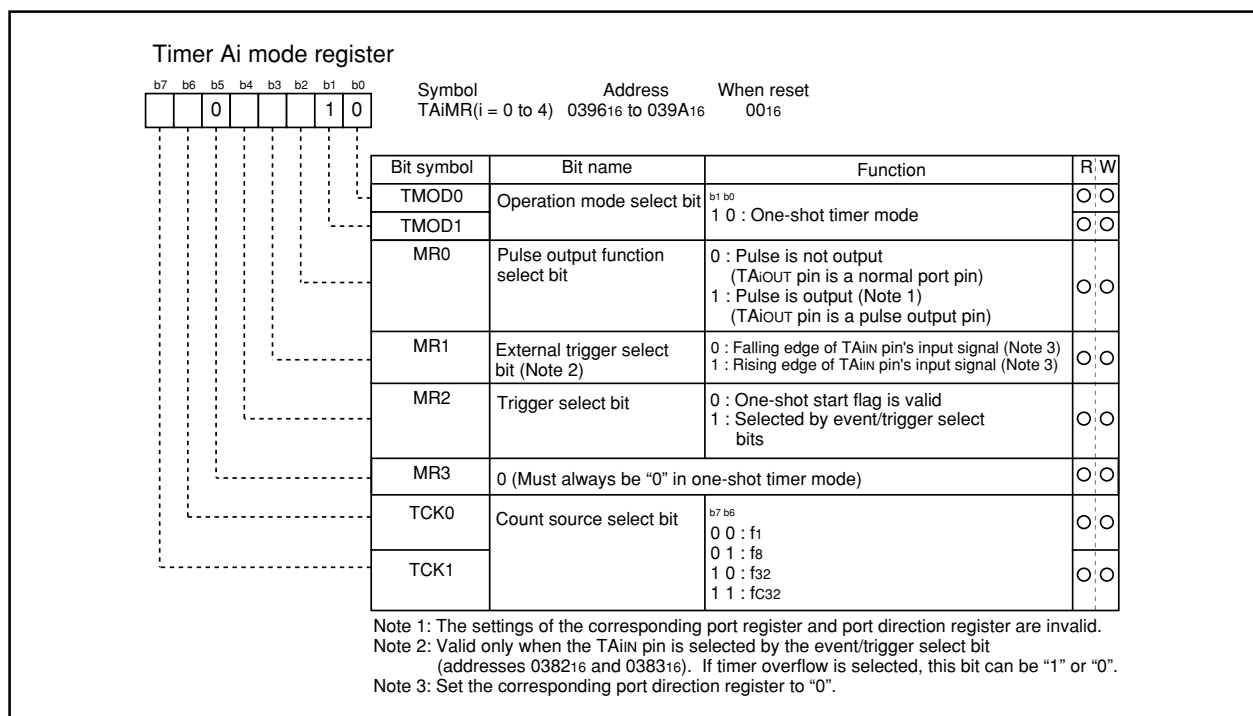 Timer Ai mode register
b7 b6 b5 b4 b3 b2 b1 b0
0 1 0
Symbol Address When reset
TAiMR(i = 0 to 4) 039616 to 039A16 0016
Bit symbol Bit name Function R W
TMOD0 Operation mode select bit b1 b0
1 0 : One-shot timer mode
TMOD1
MR0 Pulse output function select bit 0 : Pulse is not output
(TAiOUT pin is a normal port pin)
1 : Pulse is output (Note 1)
(TAiOUT pin is a pulse output pin)
MR1 External trigger select bit (Note 2) 0 : Falling edge of TAiIN pin's input signal (Note 3)
1 : Rising edge of TAiIN pin's input signal (Note 3)
MR2 Trigger select bit 0 : One-shot start flag is valid
1 : Selected by event/trigger select
bits
MR3 0 (Must always be “0” in one-shot timer mode)
TCK0 Count source select bit b7 b6
0 0 : f1
0 1 : f8
TCK1 1 0 : f32
1 1 : fC32
Note 1: The settings of the corresponding port register and port direction register are invalid.
Note 2: Valid only when the TAiIN pin is selected by the event/trigger select bit
(addresses 038216 and 038316). If timer overflow is selected, this bit can be “1” or “0”.
Note 3: Set the corresponding port direction register to “0”.